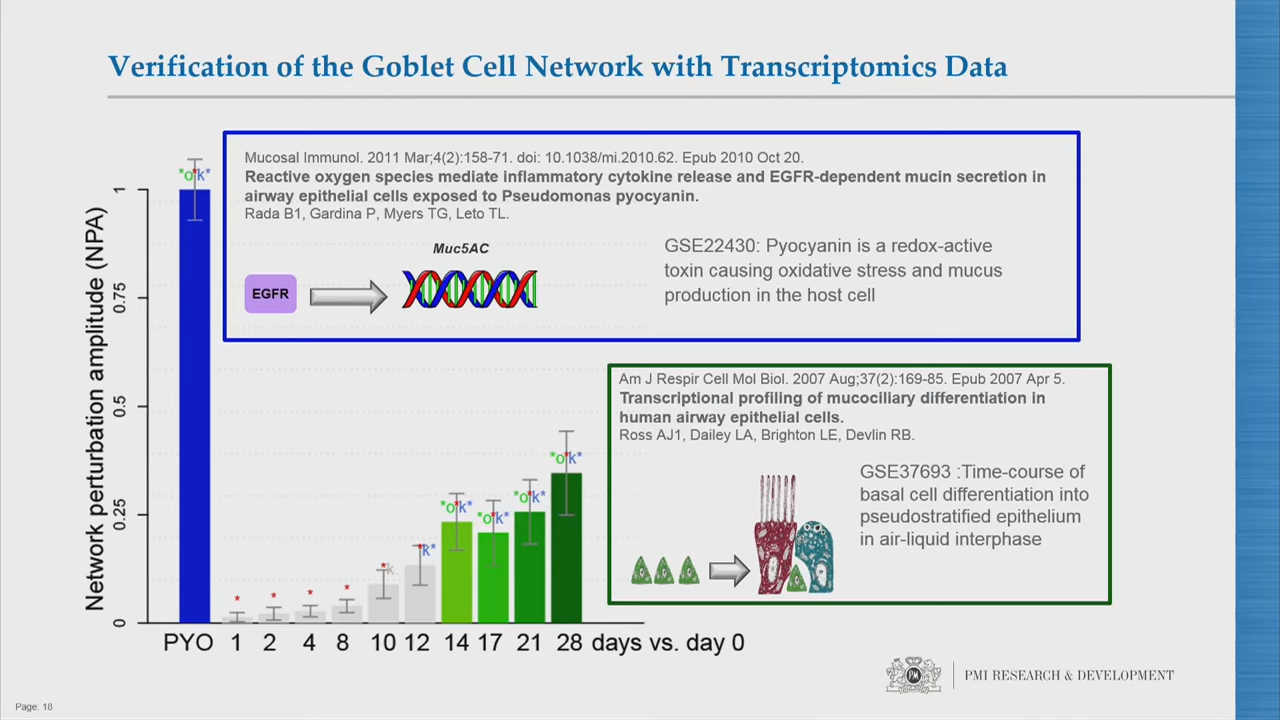 Verification of the Goblet Cell Network with Transcriptomics Data
Mucosal Immunol. 2011 Mar;4(2):158-71. doi: 10.1038/mi.2010.62. Epub 2010 Oct 20.
Reactive oxygen species mediate inflammatory cytokine release and EGFR-dependent mucin secretion in
airway epithelial cells exposed to Pseudomonas pyocyanin.
Rada B1, Gardina P, Myers TG, Leto TL.
Muc5AC
EGFR
GSE22430: Pyocyanin is a redox-active
toxin causing oxidative stress and mucus
production in the host cell
Am J Respir Cell Mol Biol. 2007 Aug;37(2):169-85. Epub 2007 Apr 5.
Transcriptional profiling of mucociliary differentiation in
human airway epithelial cells.
Ross AJ1, Dailey LA, Brighton LE, Devlin RB.
GSE37693 :Time-course of
basal cell differentiation into
pseudostratified epithelium
in air-liquid interphase
Network perturbation amplitude (NPA)
1
0.75
0.5
0.25
0
*o*k*
*
*
*
*
*k
*k*
*o*k*
*o*k*
*o*k*
*o*k*
PYO 1 2 4 8 10 12 14 17 21 28 days vs. day 0
PM
PMI RESEARCH & DEVELOPMENT
Page: 18